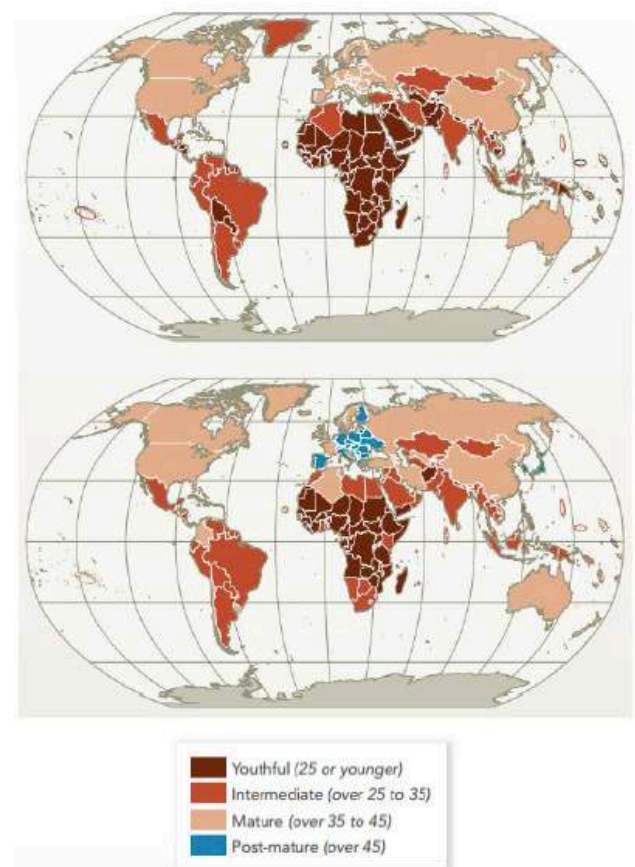 Youthful (25 or younger)
Intermediate (over 25 to 35)
Mature (over 35 to 45)
Post-mature (over 45)